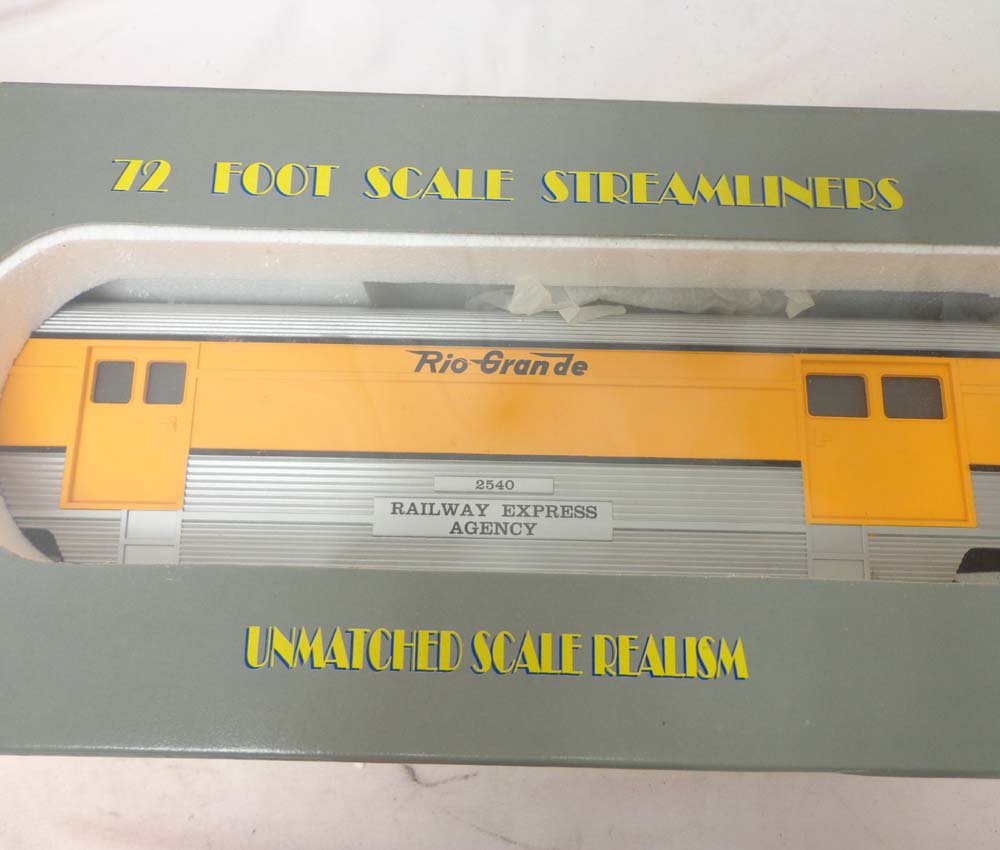 72 FOOT SCALE STREAMLINERS
Rio Grande
2540
RAILWAY EXPRESS
AGENCY
UNMATCHED SCALE REALISM